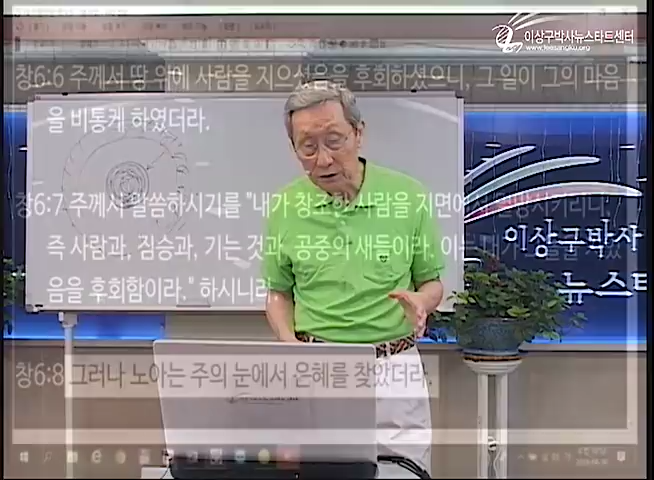 이상구박사뉴스타트센터
www.leesangku.org
창6:6 주께서 땅 위에 사람을 지으셨음을 후회하셨으니, 그 일이 그의 마음
을 비통케 하였더라.
창6:7 주께서 말씀하시기를 "내가 창조한 사람을 지면에서
즉 사람과, 짐승과, 기는 것과, 공중의 새들이라. 이는 내가
음을 후회함이라." 하시니라
창6:8 그러나 노아는 주의 눈에서 은혜를 찾았더라.
이상구박사
뉴스타